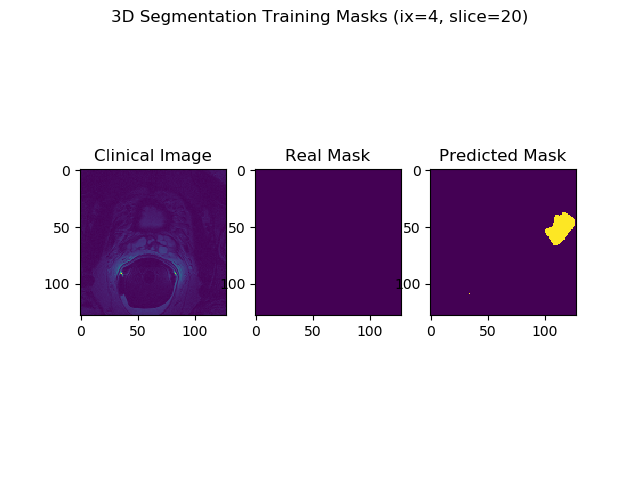 3D Segmentation Training Masks (ix=4, slice=20)
Clinical Image Real Mask Predicted Mask
0 0 0
50 50 50
100 100 100
0 50 100 0 50 100 0 50 100